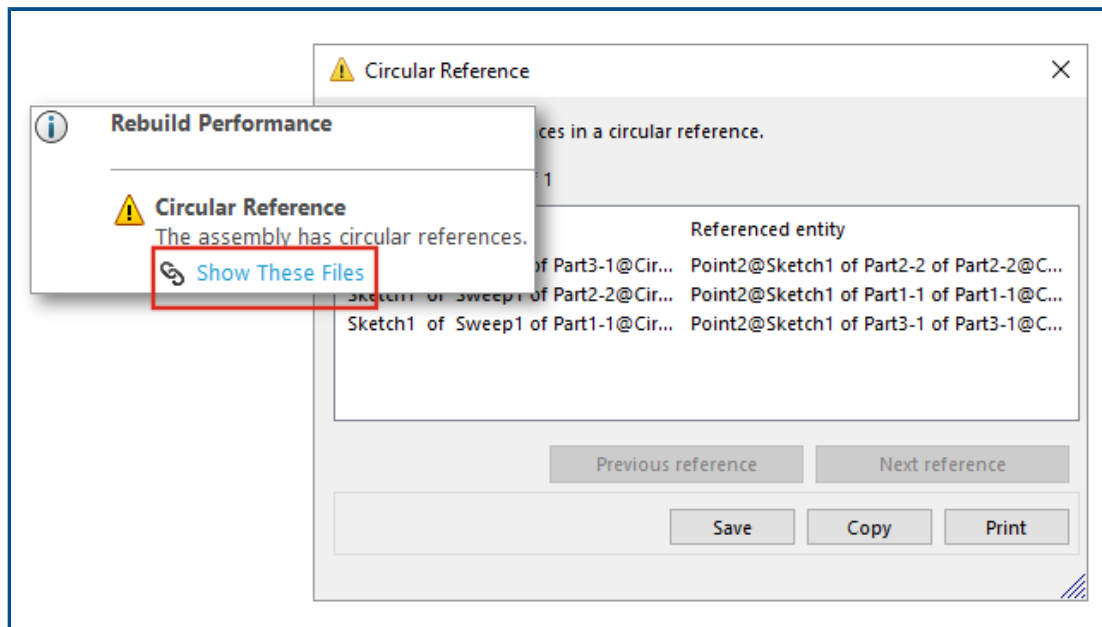 Circular Reference
Rebuild Performance
ces in a circular reference.
Circular Reference
1
The assembly has circular references.
Referenced entity
Show These Files
of Part3-1@Cir... Point2@Sketch1 of Part2-2 of Part2-2@C...
Sketch1 of Sweep1 of Part2-2@Cir... Point2@Sketch1 of Part1-1 of Part1-1@C...
Sketch1 of Sweep1 of Part1-1@Cir... Point2@Sketch1 of Part3-1 of Part3-1@C...
Previous reference Next reference
Save Copy Print